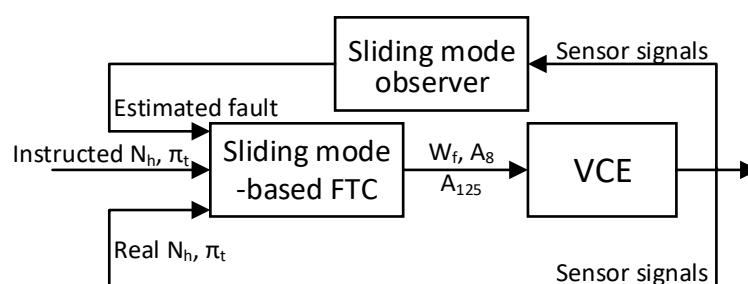 Sliding mode
observer
Sensor signals
Estimated fault
Instructed Nₕ, πₜ
Sliding mode
-based FTC
W_f, A₈
A₁₂₅
VCE
Real Nₕ, πₜ
Sensor signals